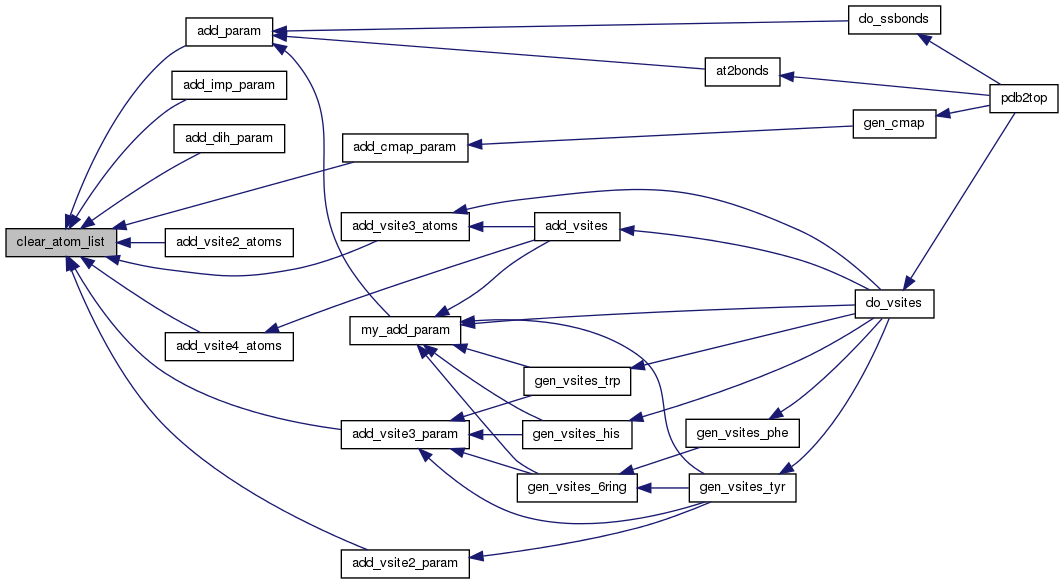 add_param
do_ssbonds
at2bonds
add_imp_param
pdb2top
gen_cmap
add_dih_param
add_cmap_param
add_vsite3_atoms
add_vsites
clear_atom_list
add_vsite2_atoms
do_vsites
my_add_param
add_vsite4_atoms
gen_vsites_trp
add_vsite3_param
gen_vsites_his
gen_vsites_phe
gen_vsites_6ring
gen_vsites_tyr
add_vsite2_param